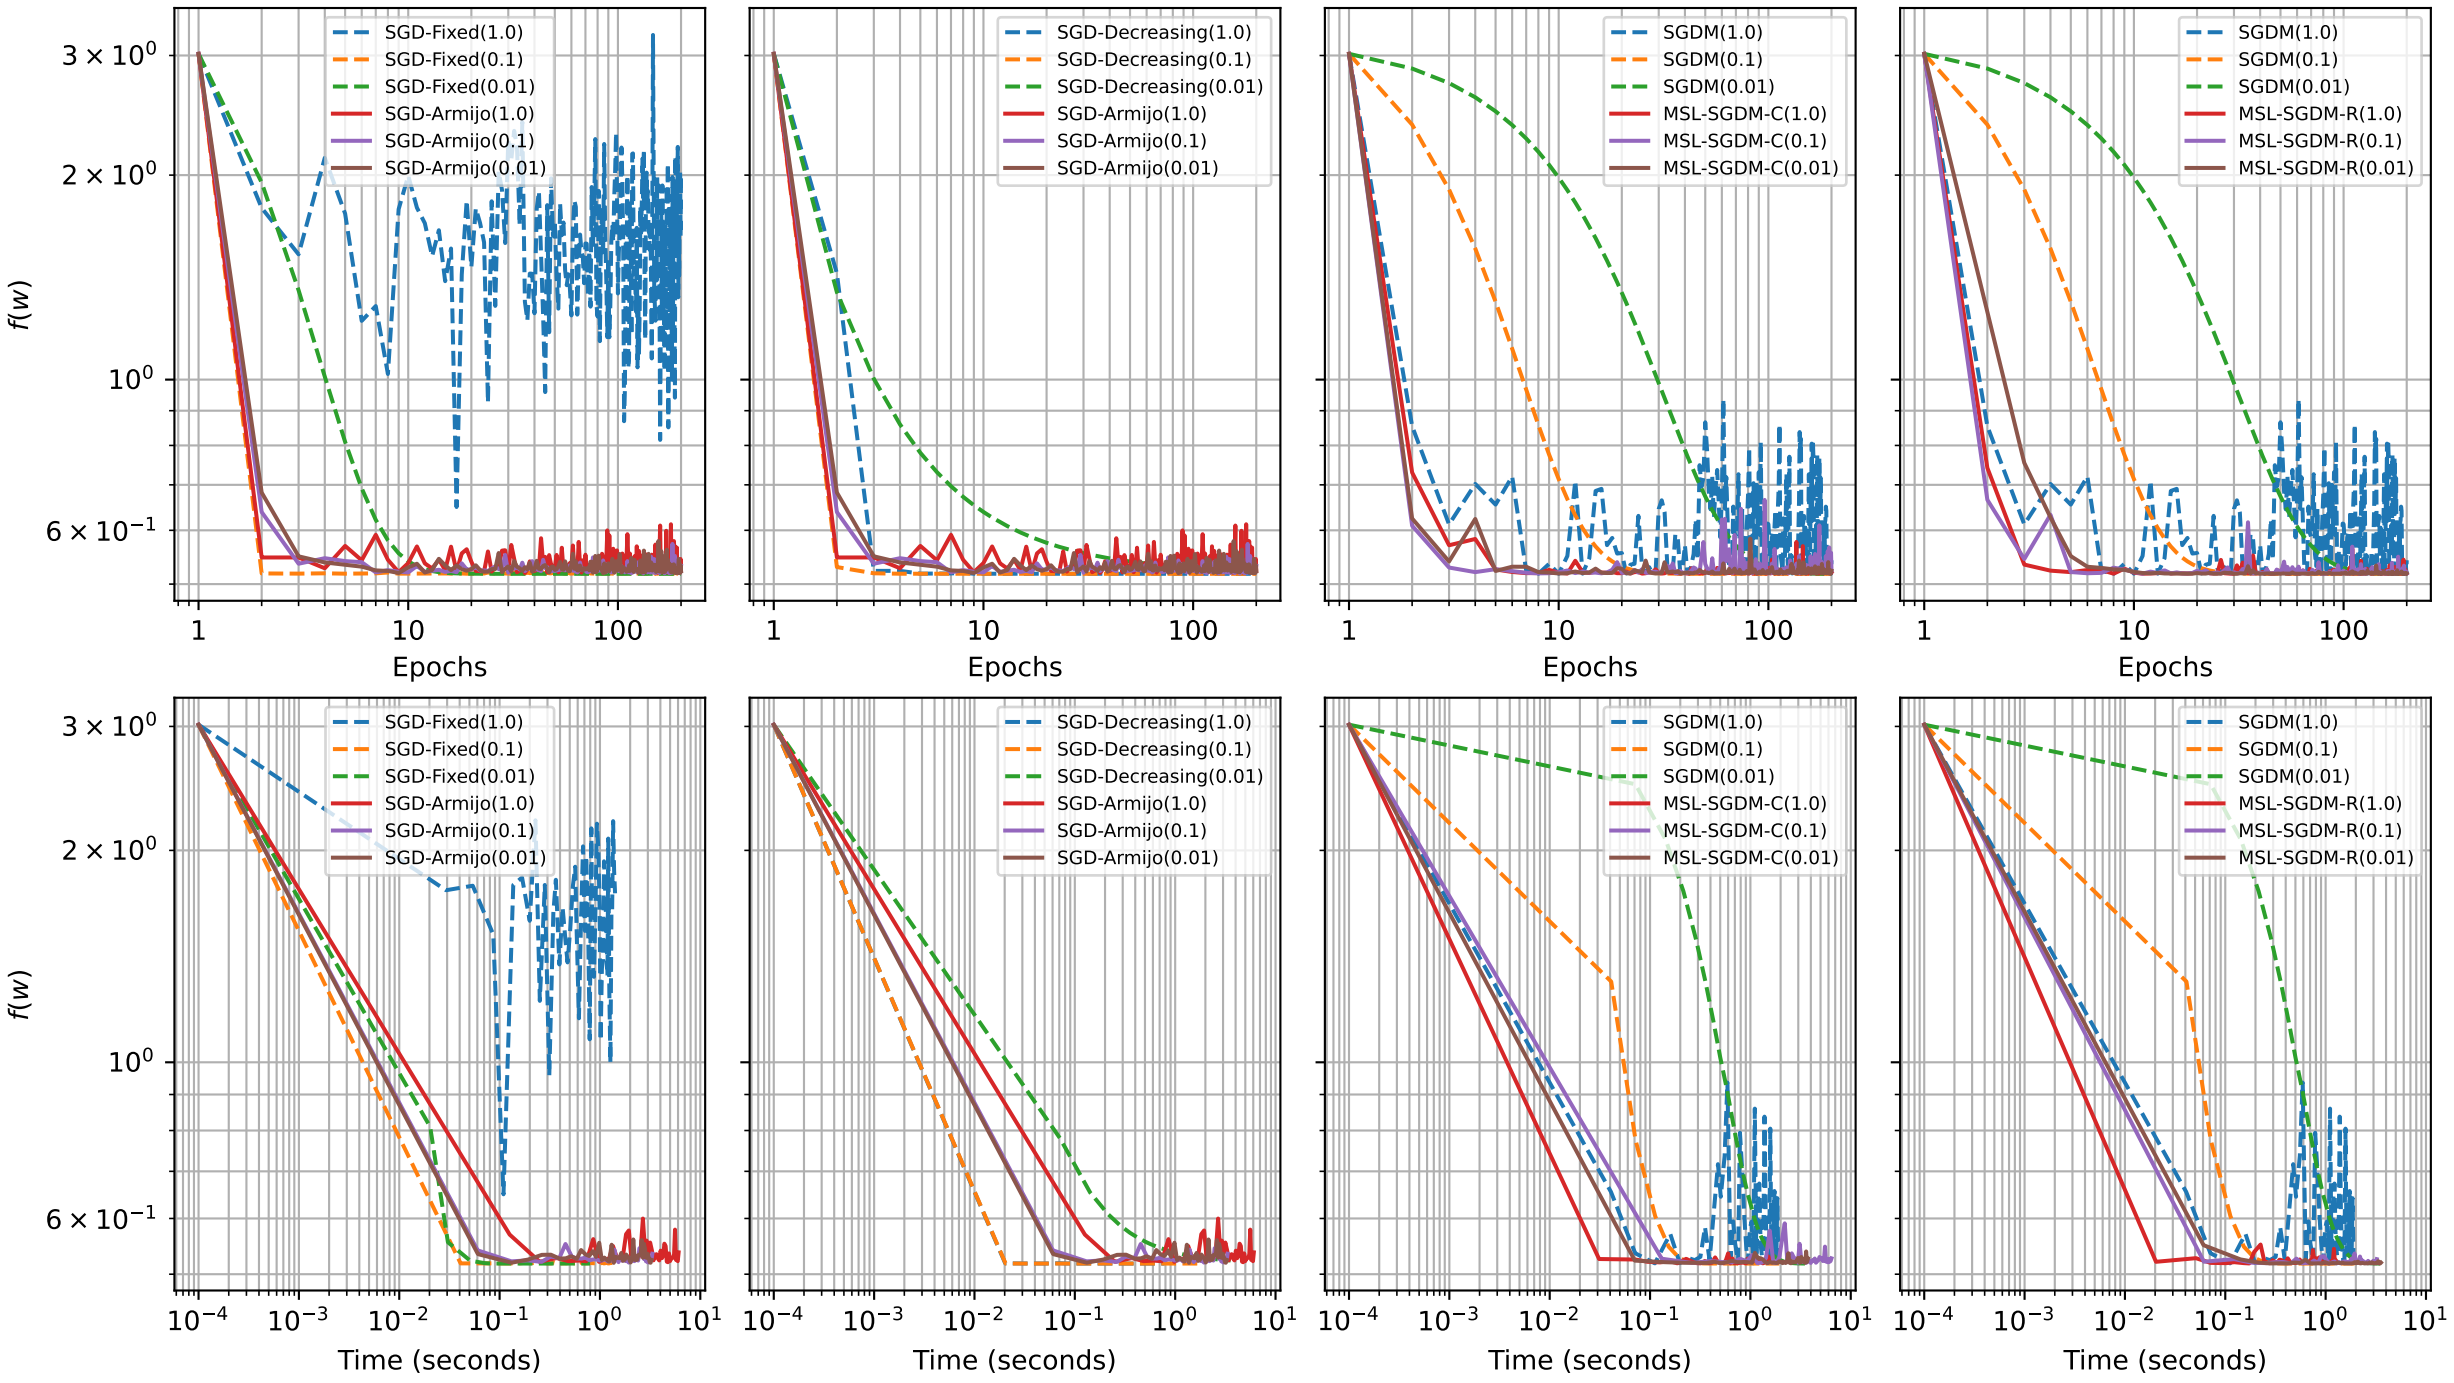 f(w)
3 × 10⁰
2 × 10⁰
10⁰
6 × 10⁻¹
SGD-Fixed(1.0)
SGD-Fixed(0.1)
SGD-Fixed(0.01)
SGD-Armijo(1.0)
SGD-Armijo(0.1)
SGD-Armijo(0.01)
1 10 100
Epochs
SGD-Decreasing(1.0)
SGD-Decreasing(0.1)
SGD-Decreasing(0.01)
SGD-Armijo(1.0)
SGD-Armijo(0.1)
SGD-Armijo(0.01)
1 10 100
Epochs
SGDM(1.0)
SGDM(0.1)
SGDM(0.01)
MSL-SGDM-C(1.0)
MSL-SGDM-C(0.1)
MSL-SGDM-C(0.01)
1 10 100
Epochs
SGDM(1.0)
SGDM(0.1)
SGDM(0.01)
MSL-SGDM-R(1.0)
MSL-SGDM-R(0.1)
MSL-SGDM-R(0.01)
1 10 100
Epochs
f(w)
3 × 10⁰
2 × 10⁰
10⁰
6 × 10⁻¹
SGD-Fixed(1.0)
SGD-Fixed(0.1)
SGD-Fixed(0.01)
SGD-Armijo(1.0)
SGD-Armijo(0.1)
SGD-Armijo(0.01)
10⁻⁴ 10⁻³ 10⁻² 10⁻¹ 10⁰ 10¹
Time (seconds)
SGD-Decreasing(1.0)
SGD-Decreasing(0.1)
SGD-Decreasing(0.01)
SGD-Armijo(1.0)
SGD-Armijo(0.1)
SGD-Armijo(0.01)
10⁻⁴ 10⁻³ 10⁻² 10⁻¹ 10⁰ 10¹
Time (seconds)
SGDM(1.0)
SGDM(0.1)
SGDM(0.01)
MSL-SGDM-C(1.0)
MSL-SGDM-C(0.1)
MSL-SGDM-C(0.01)
10⁻⁴ 10⁻³ 10⁻² 10⁻¹ 10⁰ 10¹
Time (seconds)
SGDM(1.0)
SGDM(0.1)
SGDM(0.01)
MSL-SGDM-R(1.0)
MSL-SGDM-R(0.1)
MSL-SGDM-R(0.01)
10⁻⁴ 10⁻³ 10⁻² 10⁻¹ 10⁰ 10¹
Time (seconds)